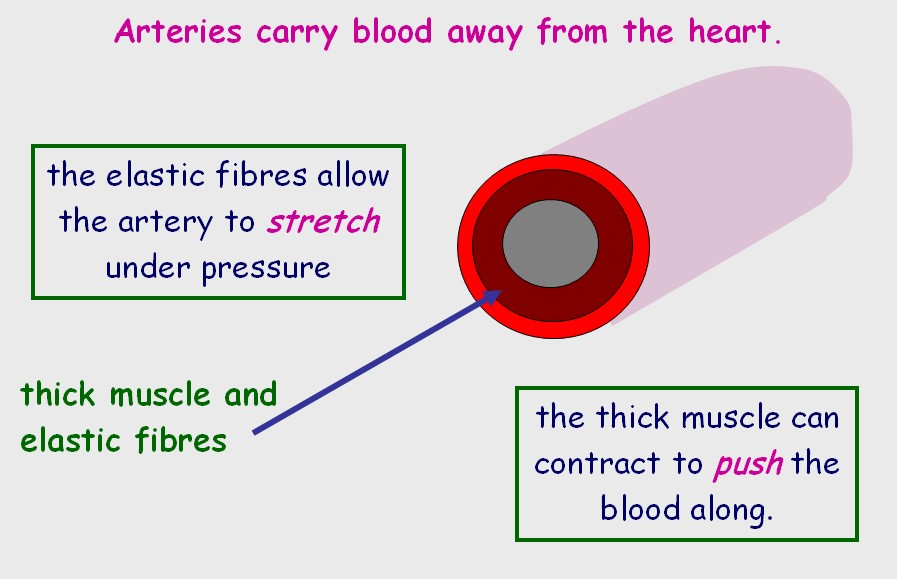 Arteries carry blood away from the heart.
the elastic fibres allow
the artery to stretch
under pressure
thick muscle and
elastic fibres
the thick muscle can
contract to push the
blood along.